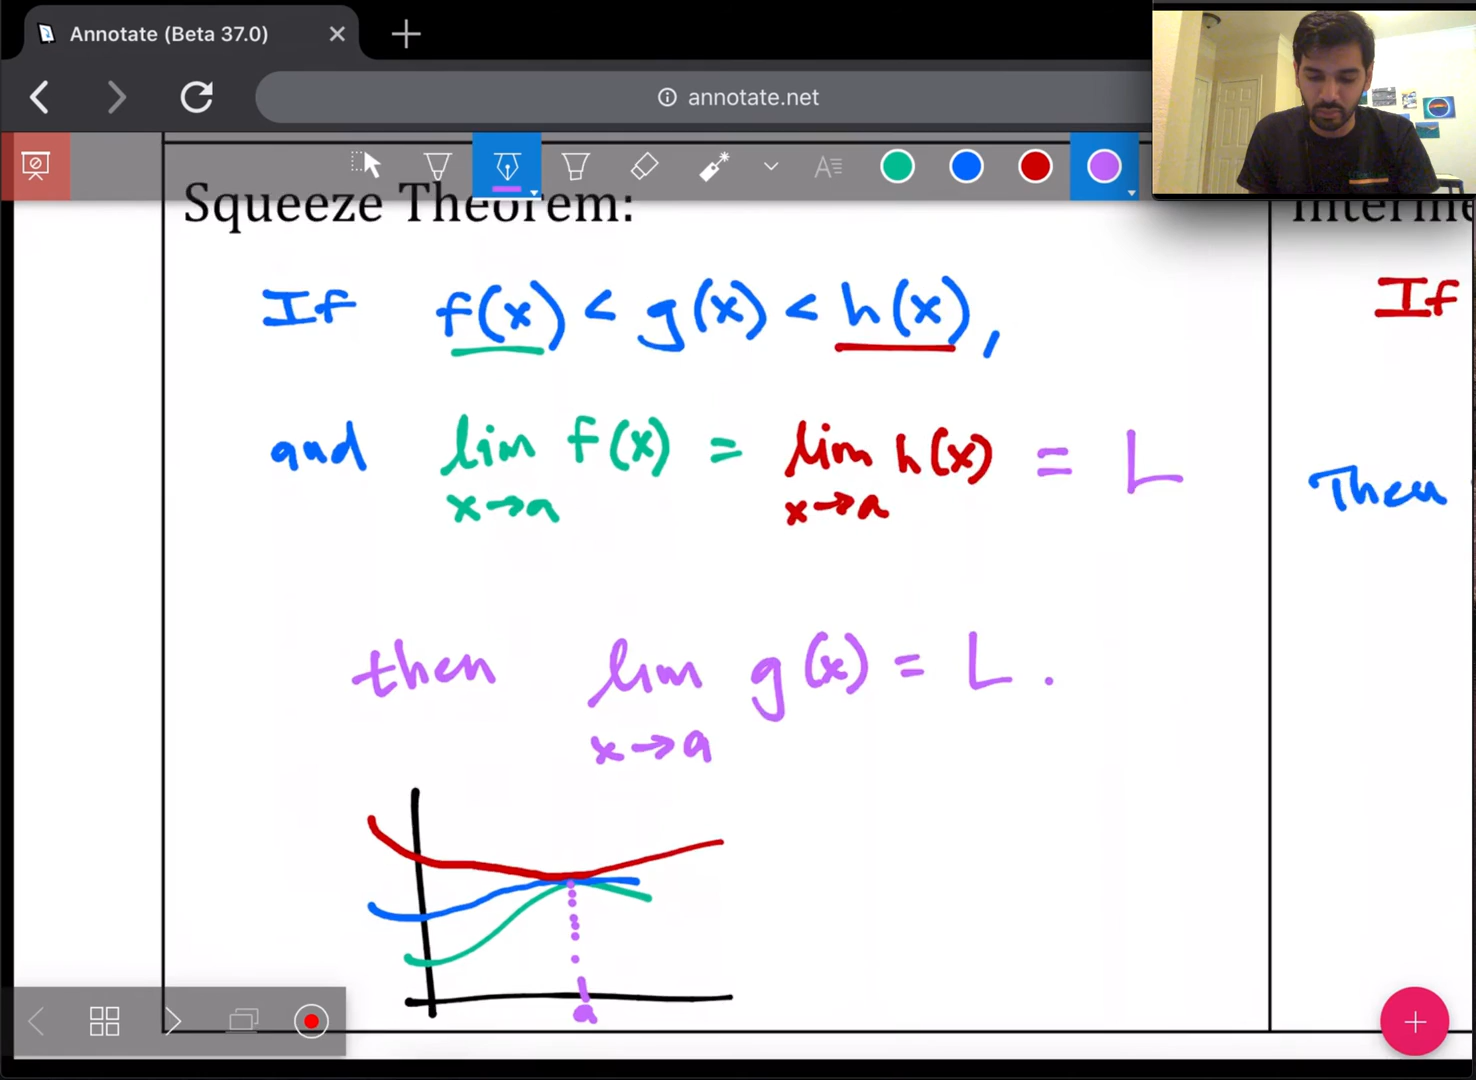 Annotate (Beta 37.0)
annotate.net
Squeeze Theorem:
If f(x) < g(x) < h(x),
and lim f(x) = lim h(x) = L
x→a x→a
then lim g(x) = L.
x→a
a
If
Then